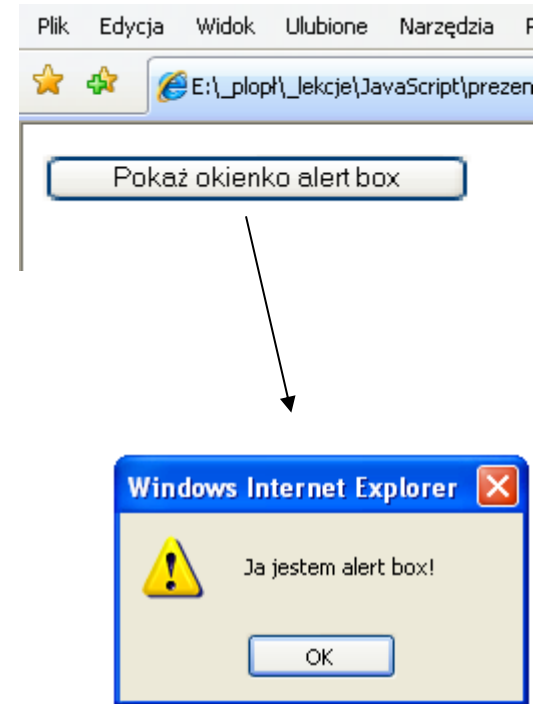 Plik Edycja Widok Ulubione Narzędzia
E:\_plopł\_lekcje\JavaScript\prezen
Pokaż okienko alert box
Windows Internet Explorer
Ja jestem alert box!
OK